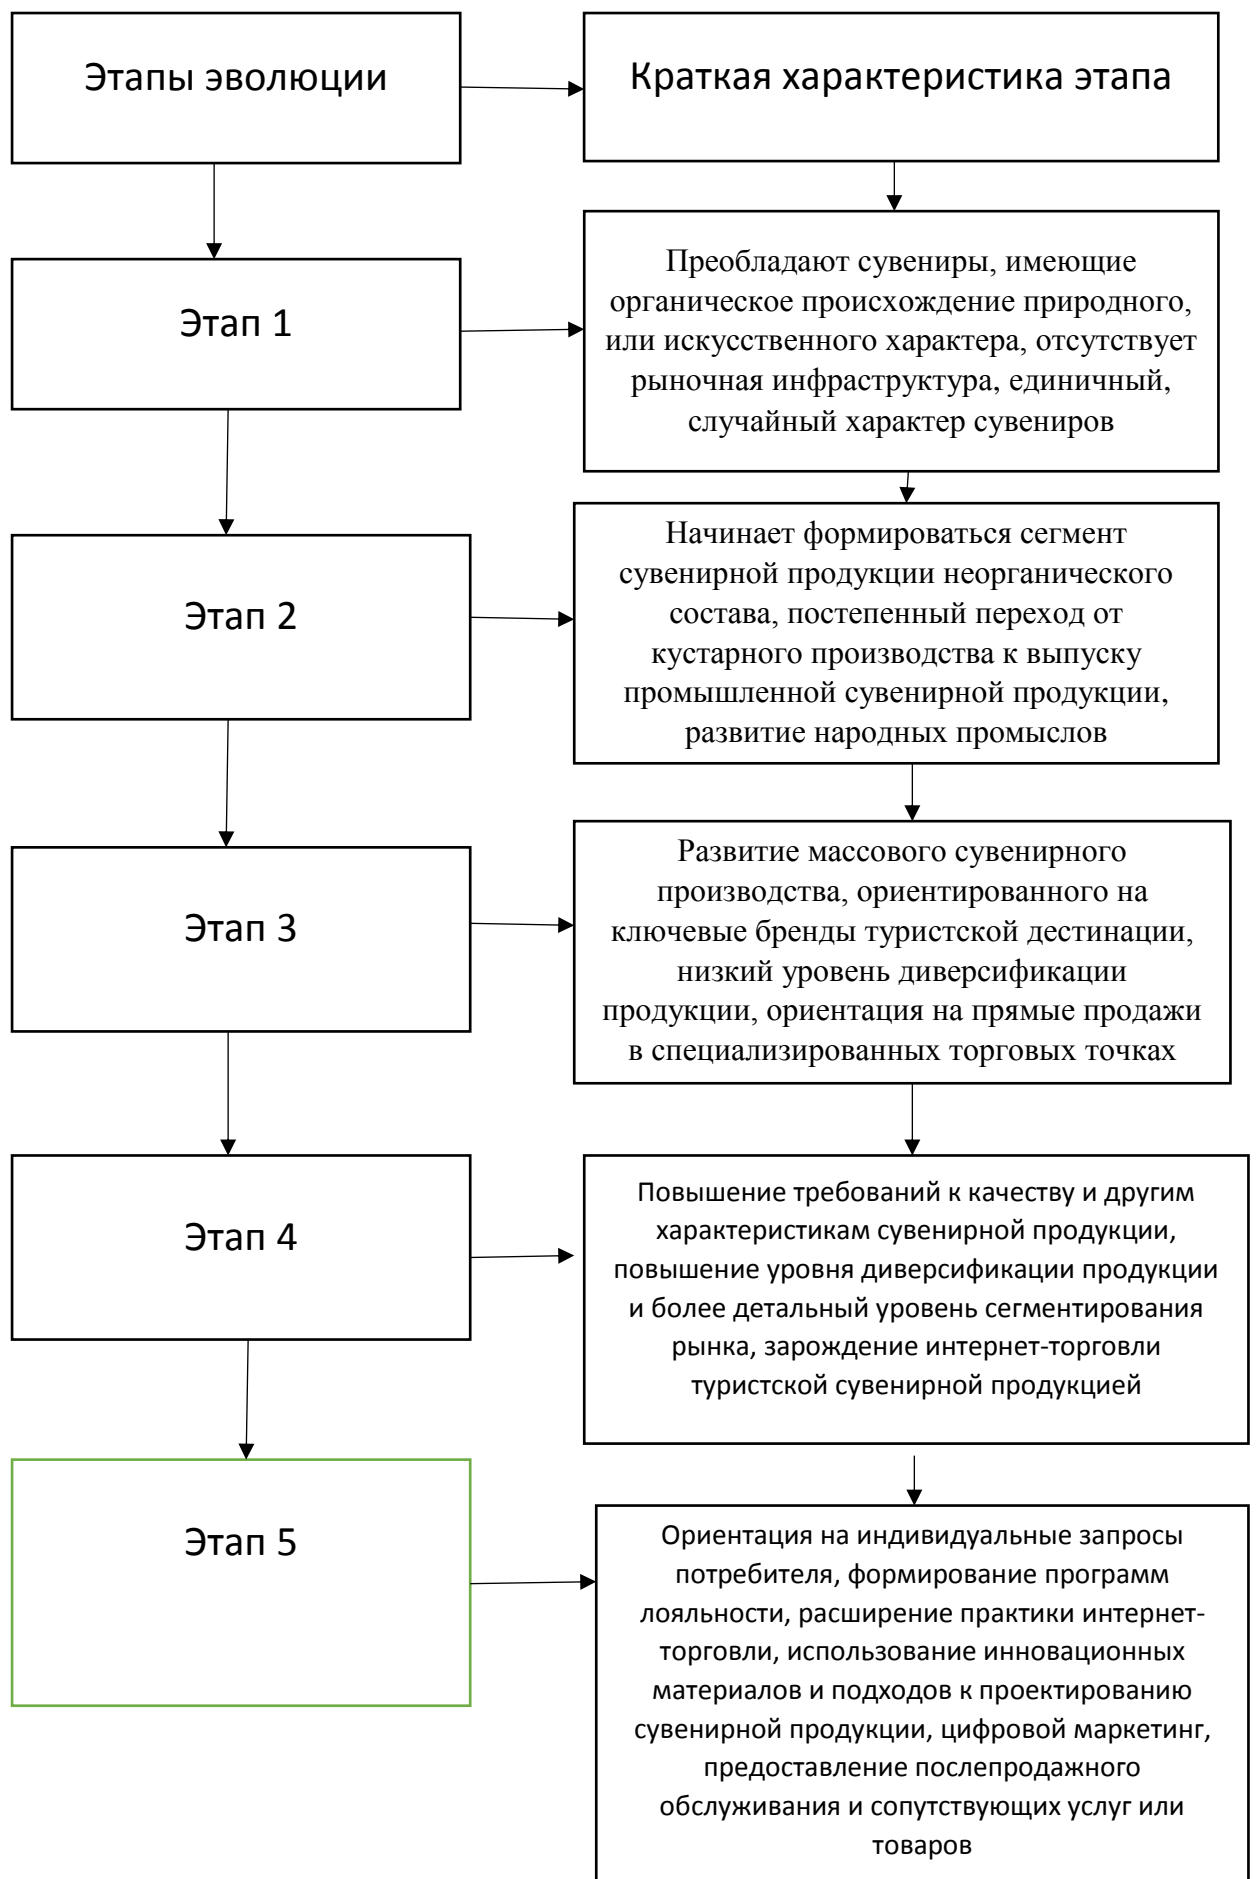 Этапы эволюции
Краткая характеристика этапа
Этап 1
Преобладают сувениры, имеющие
органическое происхождение природного,
или искусственного характера, отсутствует
рыночная инфраструктура, единичный,
случайный характер сувениров
Этап 2
Начинает формироваться сегмент
сувенирной продукции неорганического
состава, постепенный переход от
кустарного производства к выпуску
промышленной сувенирной продукции,
развитие народных промыслов
Этап 3
Развитие массового сувенирного
производства, ориентированного на
ключевые бренды туристской дестинации,
низкий уровень диверсификации
продукции, ориентация на прямые продажи
в специализированных торговых точках
Этап 4
Повышение требований к качеству и другим
характеристикам сувенирной продукции,
повышение уровня диверсификации продукции
и более детальный уровень сегментирования
рынка, зарождение интернет-торговли
туристской сувенирной продукцией
Этап 5
Ориентация на индивидуальные запросы
потребителя, формирование программ
лояльности, расширение практики интернет-
торговли, использование инновационных
материалов и подходов к проектированию
сувенирной продукции, цифровой маркетинг,
предоставление послепродажного
обслуживания и сопутствующих услуг или
товаров